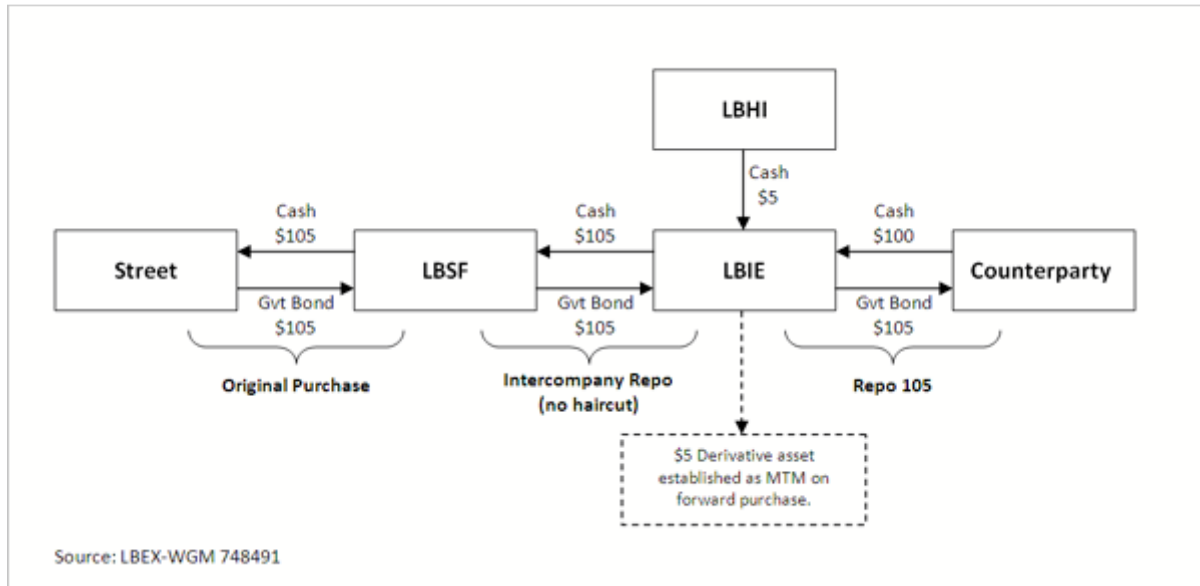 LBHI
Cash
$5
Cash
$105
Cash
$105
Cash
$100
Street
LBSF
LBIE
Counterparty
Gvt Bond
$105
Gvt Bond
$105
Gvt Bond
$105
Original Purchase
Intercompany Repo
(no haircut)
Repo 105
$5 Derivative asset
established as MTM on
forward purchase.
Source: LBEX-WGM 748491